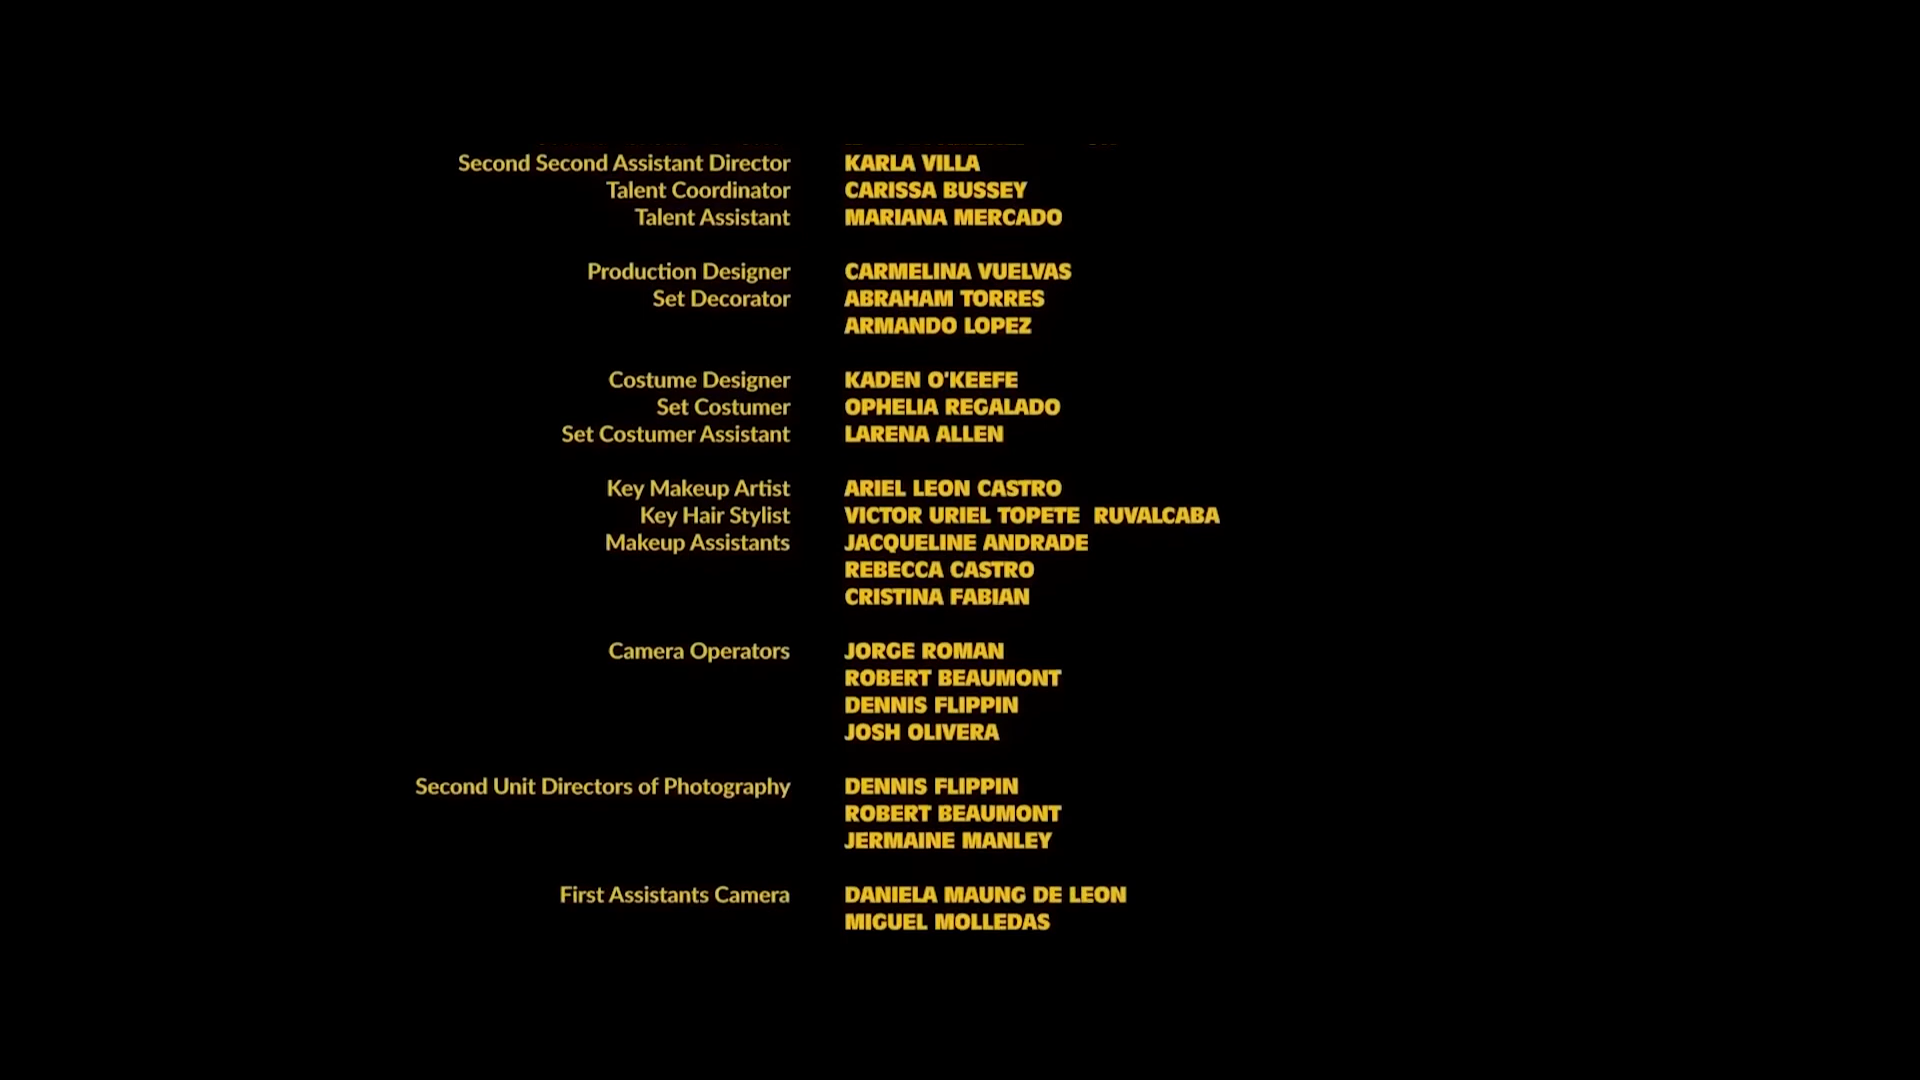 Second Second Assistant Director KARLA VILLA
Talent Coordinator CARISSA BUSSEY
Talent Assistant MARIANA MERCADO
Production Designer CARMELINA VUELVAS
Set Decorator ABRAHAM TORRES
ARMANDO LOPEZ
Costume Designer KADEN O'KEEFE
Set Costumer OPHELIA REGALADO
Set Costumer Assistant LARENA ALLEN
Key Makeup Artist ARIEL LEON CASTRO
Key Hair Stylist VICTOR URIEL TOPETE  RUVALCABA
Makeup Assistants JACQUELINE ANDRADE
REBECCA CASTRO
CRISTINA FABIAN
Camera Operators JORGE ROMAN
ROBERT BEAUMONT
DENNIS FLIPPIN
JOSH OLIVERA
Second Unit Directors of Photography DENNIS FLIPPIN
ROBERT BEAUMONT
JERMAINE MANLEY
First Assistants Camera DANIELA MAUNG DE LEON
MIGUEL MOLLEDAS